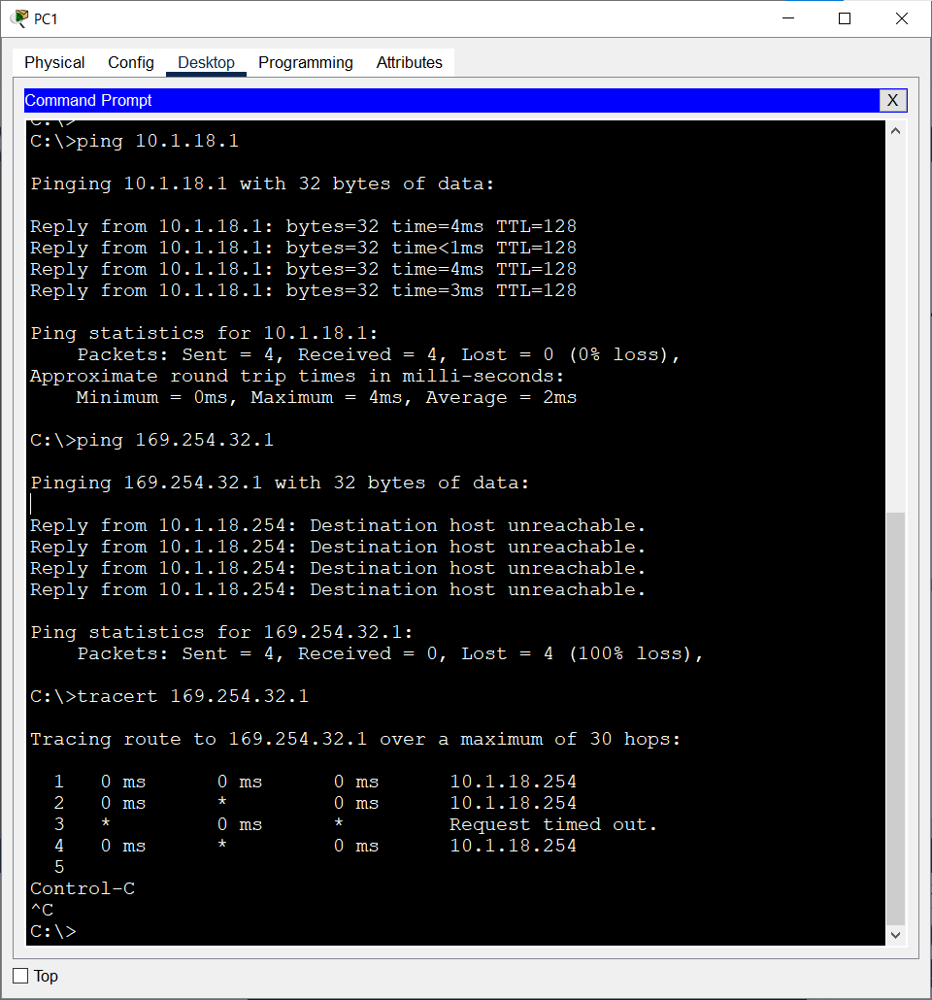 PC1
Physical Config Desktop Programming Attributes
Command Prompt X
C:\>
C:\>ping 10.1.18.1
Pinging 10.1.18.1 with 32 bytes of data:
Reply from 10.1.18.1: bytes=32 time=4ms TTL=128
Reply from 10.1.18.1: bytes=32 time<1ms TTL=128
Reply from 10.1.18.1: bytes=32 time=4ms TTL=128
Reply from 10.1.18.1: bytes=32 time=3ms TTL=128
Ping statistics for 10.1.18.1:
Packets: Sent = 4, Received = 4, Lost = 0 (0% loss),
Approximate round trip times in milli-seconds:
Minimum = 0ms, Maximum = 4ms, Average = 2ms
C:\>ping 169.254.32.1
Pinging 169.254.32.1 with 32 bytes of data:
Reply from 10.1.18.254: Destination host unreachable.
Reply from 10.1.18.254: Destination host unreachable.
Reply from 10.1.18.254: Destination host unreachable.
Reply from 10.1.18.254: Destination host unreachable.
Ping statistics for 169.254.32.1:
Packets: Sent = 4, Received = 0, Lost = 4 (100% loss),
C:\>tracert 169.254.32.1
Tracing route to 169.254.32.1 over a maximum of 30 hops:
1 0 ms 0 ms 0 ms 10.1.18.254
2 0 ms * 0 ms 10.1.18.254
3 * 0 ms * Request timed out.
4 0 ms * 0 ms 10.1.18.254
5
Control-C
^C
C:\>
Top